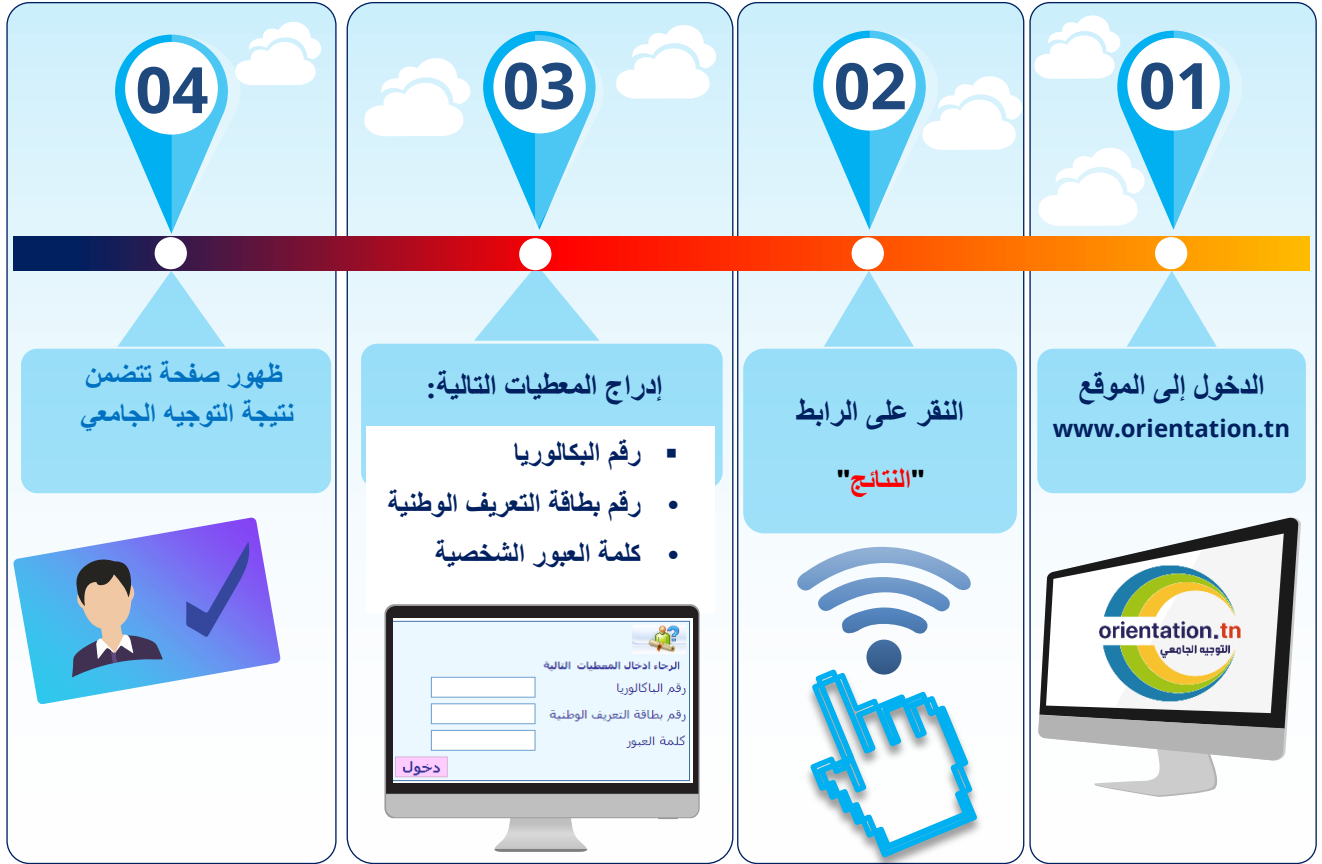 01
الدخول إلى الموقع
www.orientation.tn
orientation.tn
التوجيه الجامعي
02
النقر على الرابط
"النتائج"
03
إدراج المعطيات التالية:
▪ رقم البكالوريا
• رقم بطاقة التعريف الوطنية
• كلمة العبور الشخصية
الرجاء ادخال المعطيات التالية
رقم الباكالوريا
رقم بطاقة التعريف الوطنية
كلمة العبور
دخول
04
ظهور صفحة تتضمن
نتيجة التوجيه الجامعي